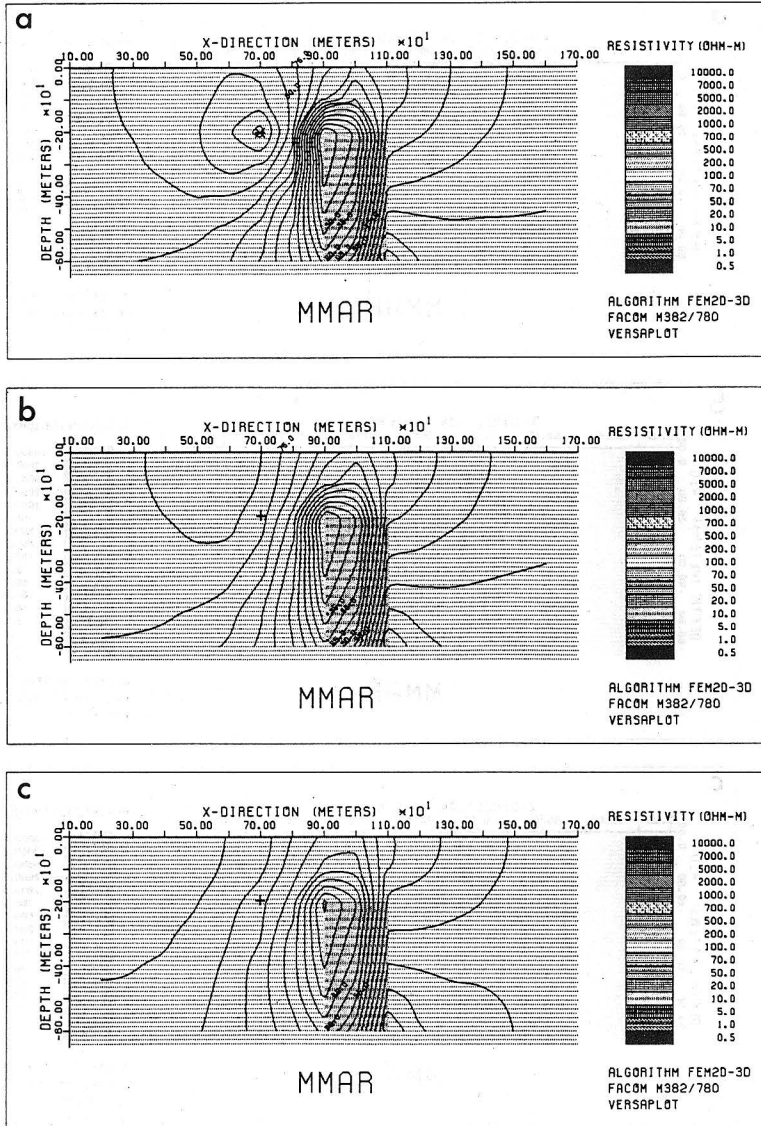 a
X-DIRECTION (METERS) ×10¹
10.00 30.00 50.00 70.00 90.00 110.00 130.00 150.00 170.00
DEPTH (METERS) ×10¹
0.00
-20.00
-40.00
-60.00
MMAR
RESISTIVITY (OHM-M)
10000.0
7000.0
5000.0
2000.0
1000.0
700.0
500.0
200.0
100.0
70.0
50.0
20.0
10.0
5.0
1.0
0.5
ALGORITHM FEM2D-3D
FACOM M382/780
VERSAPLOT
b
X-DIRECTION (METERS) ×10¹
10.00 30.00 50.00 70.00 90.00 110.00 130.00 150.00 170.00
75.0
DEPTH (METERS) ×10¹
0.00
-20.00
-40.00
-60.00
MMAR
RESISTIVITY (OHM-M)
10000.0
7000.0
5000.0
2000.0
1000.0
700.0
500.0
200.0
100.0
70.0
50.0
20.0
10.0
5.0
1.0
0.5
ALGORITHM FEM2D-3D
FACOM M382/780
VERSAPLOT
c
X-DIRECTION (METERS) ×10¹
10.00 30.00 50.00 70.00 90.00 110.00 130.00 150.00 170.00
DEPTH (METERS) ×10¹
0.00
-20.00
-40.00
-60.00
MMAR
RESISTIVITY (OHM-M)
10000.0
7000.0
5000.0
2000.0
1000.0
700.0
500.0
200.0
100.0
70.0
50.0
20.0
10.0
5.0
1.0
0.5
ALGORITHM FEM2D-3D
FACOM M382/780
VERSAPLOT